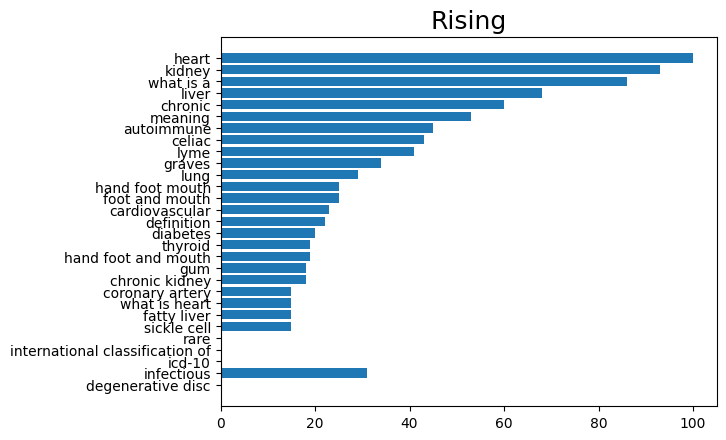 Rising
heart
kidney
what is a
liver
chronic
meaning
autoimmune
celiac
lyme
graves
lung
hand foot mouth
foot and mouth
cardiovascular
definition
diabetes
thyroid
hand foot and mouth
gum
chronic kidney
coronary artery
what is heart
fatty liver
sickle cell
rare
international classification of
icd-10
infectious
degenerative disc
0 20 40 60 80 100